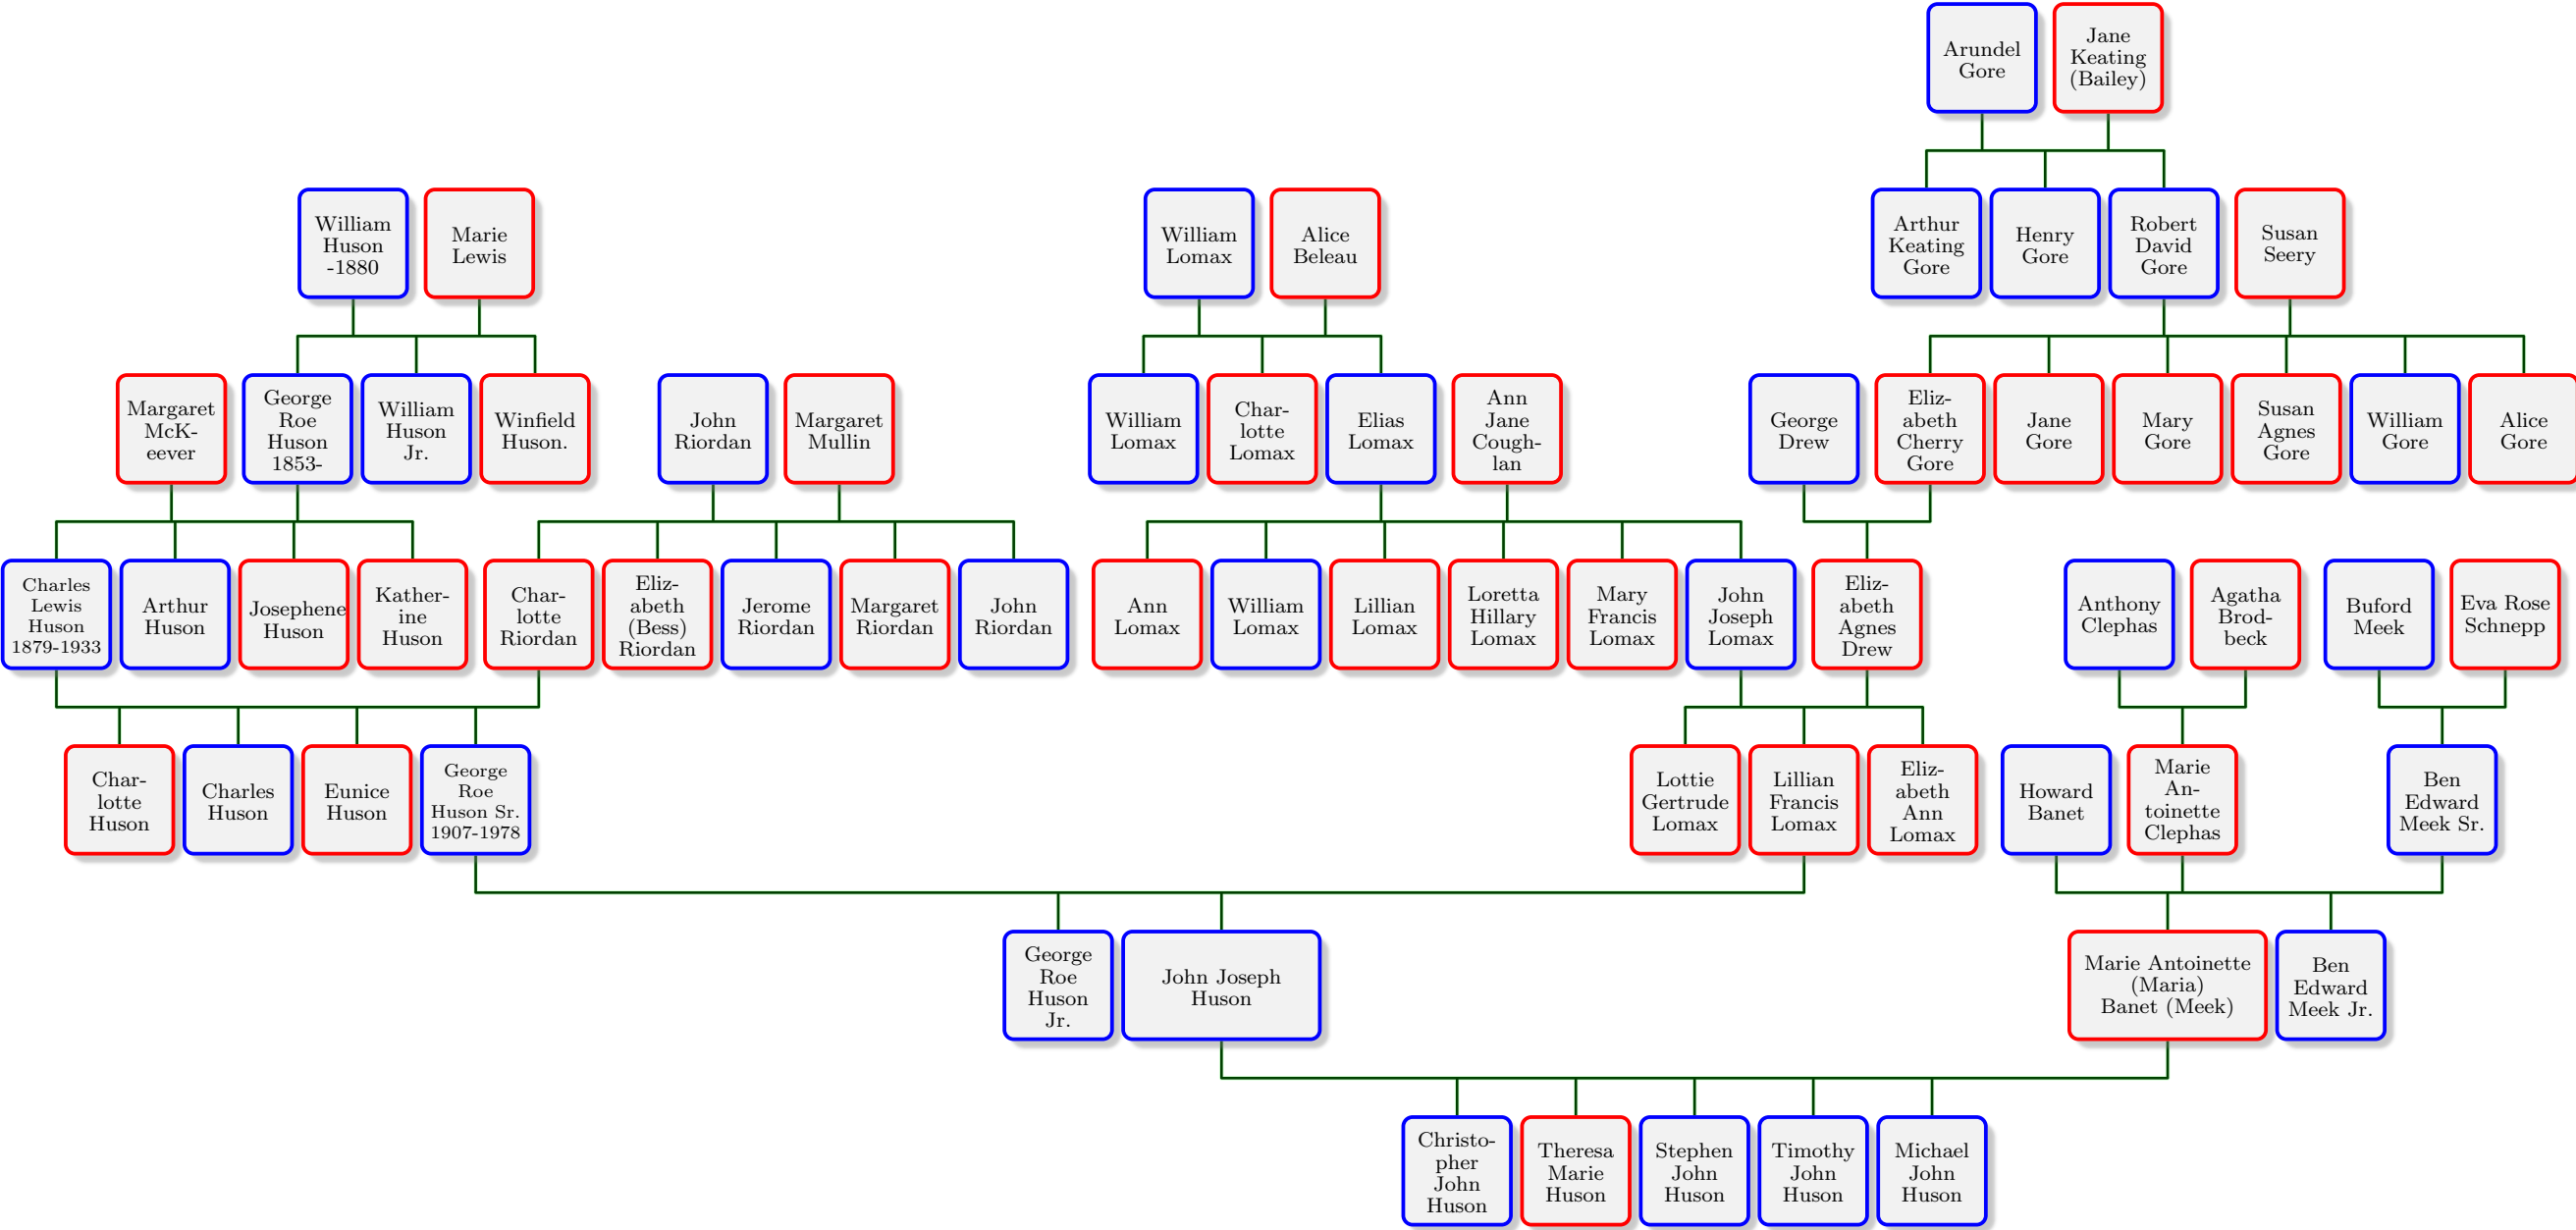 Arundel
Gore
Jane
Keating
(Bailey)
William
Huson
-1880
Marie
Lewis
William
Lomax
Alice
Beleau
Arthur
Keating
Gore
Henry
Gore
Robert
David
Gore
Susan
Seery
Margaret
McK-
eever
George
Roe
Huson
1853-
William
Huson
Jr.
Winfield
Huson.
John
Riordan
Margaret
Mullin
William
Lomax
Char-
lotte
Lomax
Elias
Lomax
Ann
Jane
Cough-
lan
George
Drew
Eliz-
abeth
Cherry
Gore
Jane
Gore
Mary
Gore
Susan
Agnes
Gore
William
Gore
Alice
Gore
Charles
Lewis
Huson
1879-1933
Arthur
Huson
Josephene
Huson
Kather-
ine
Huson
Char-
lotte
Riordan
Eliz-
abeth
(Bess)
Riordan
Jerome
Riordan
Margaret
Riordan
John
Riordan
Ann
Lomax
William
Lomax
Lillian
Lomax
Loretta
Hillary
Lomax
Mary
Francis
Lomax
John
Joseph
Lomax
Eliz-
abeth
Agnes
Drew
Anthony
Clephas
Agatha
Brod-
beck
Buford
Meek
Eva Rose
Schnepp
Char-
lotte
Huson
Charles
Huson
Eunice
Huson
George
Roe
Huson Sr.
1907-1978
Lottie
Gertrude
Lomax
Lillian
Francis
Lomax
Eliz-
abeth
Ann
Lomax
Howard
Banet
Marie
An-
toinette
Clephas
Ben
Edward
Meek Sr.
George
Roe
Huson
Jr.
John Joseph
Huson
Marie Antoinette
(Maria)
Banet (Meek)
Ben
Edward
Meek Jr.
Christo-
pher
John
Huson
Theresa
Marie
Huson
Stephen
John
Huson
Timothy
John
Huson
Michael
John
Huson